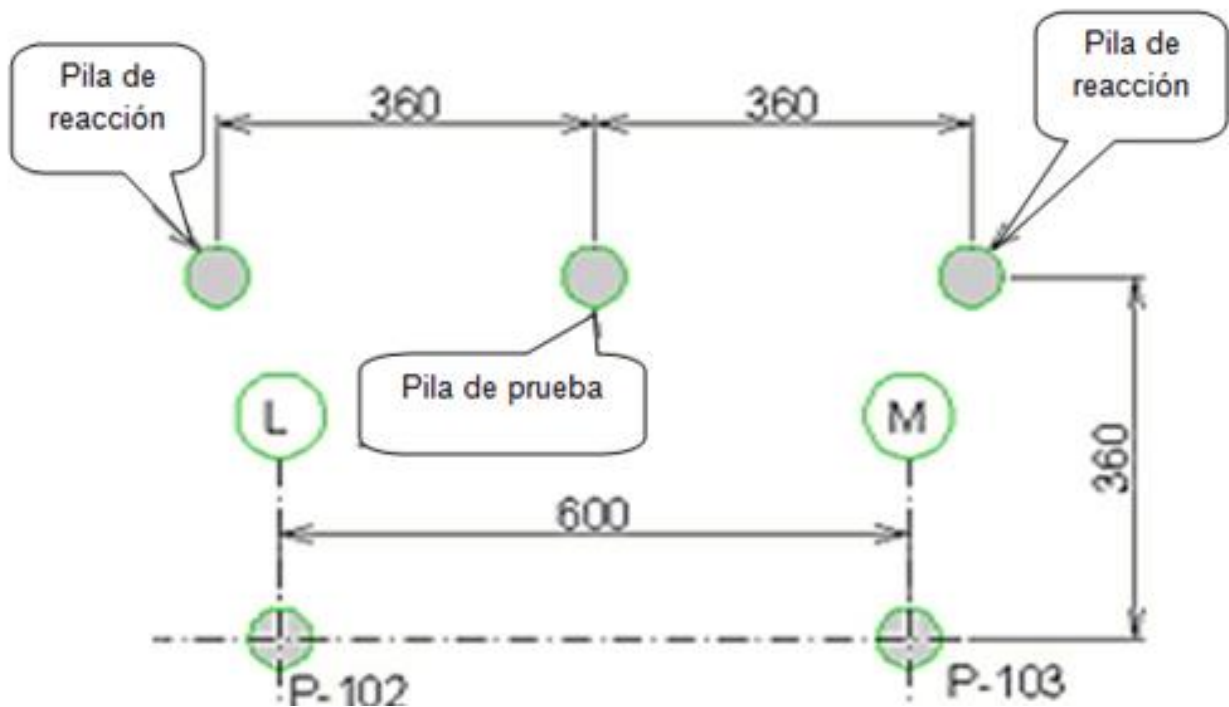 Pila de
reacción
360
360
Pila de
reacción
Pila de prueba
L
M
360
600
P-102
P-103